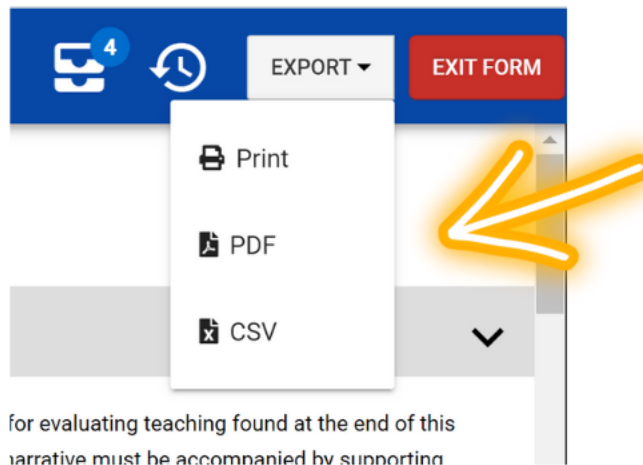 4
EXPORT
EXIT FORM
Print
PDF
CSV
for evaluating teaching found at the end of this
narrative must be accompanied by supporting